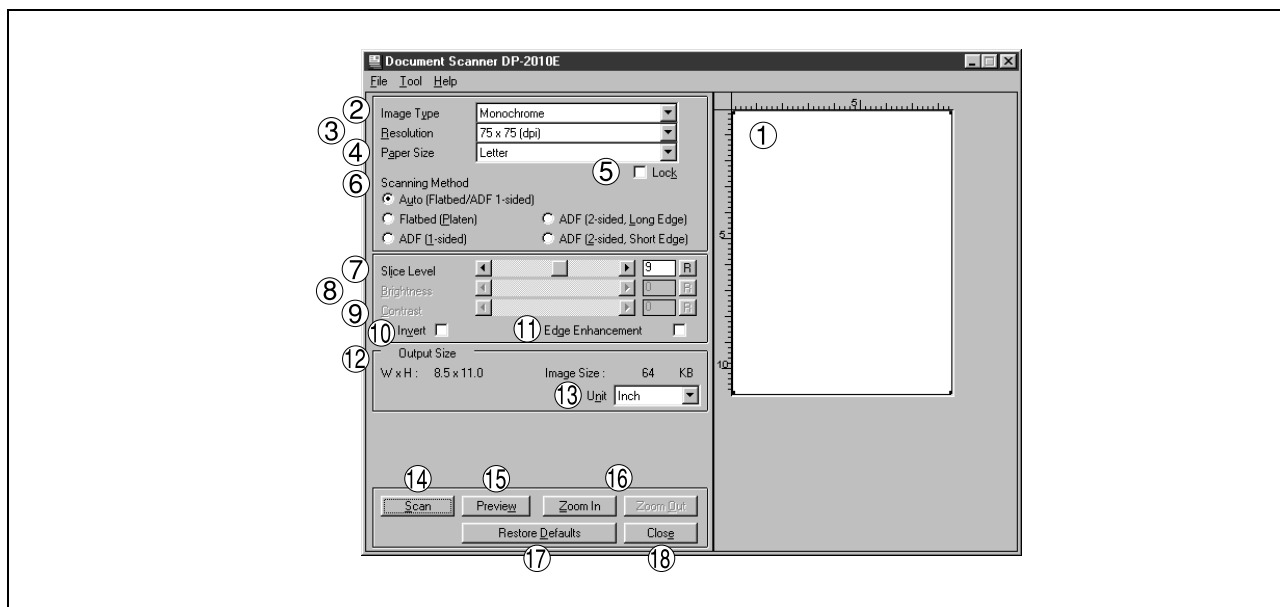 Document Scanner DP-2010E
File Tool Help
② Image Type Monochrome
③ Resolution 75 x 75 (dpi)
④ Paper Size Letter
⑤ Lock
⑥ Scanning Method
Auto (Flatbed/ADF 1-sided)
Flatbed (Platen) ADF (2-sided, Long Edge)
ADF (1-sided) ADF (2-sided, Short Edge)
⑦ Slice Level 9 R
⑧ Brightness 0 R
⑨ Contrast 0 R
⑩ Invert ⑪ Edge Enhancement
⑫ Output Size
W x H : 8.5 x 11.0 Image Size : 64 KB
⑬ Unit Inch
⑭ ⑮ ⑯
Scan Preview Zoom In Zoom Out
Restore Defaults Close
⑰ ⑱
5
①
5
10